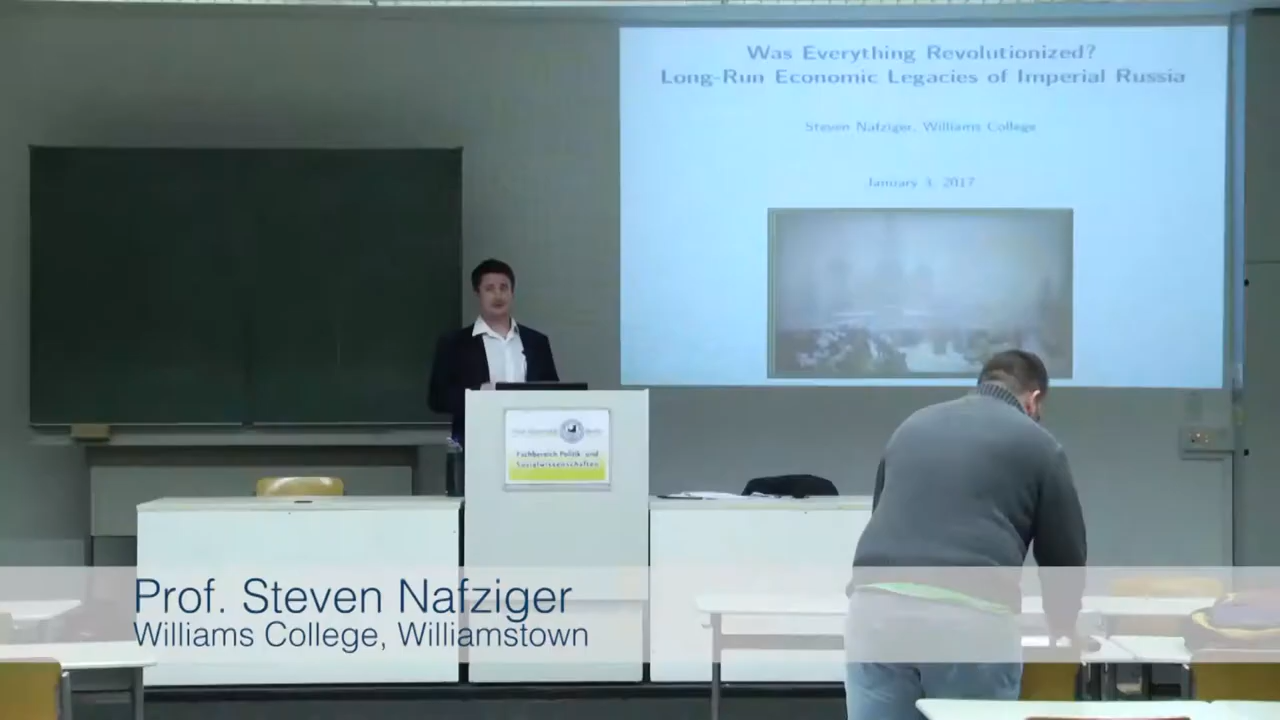 Was Everything Revolutionized?
Long-Run Economic Legacies of Imperial Russia
Steven Nafziger, Williams College
January 3, 2017
Fachbereich Politik- und
Sozialwissenschaften
Prof. Steven Nafziger
Williams College, Williamstown